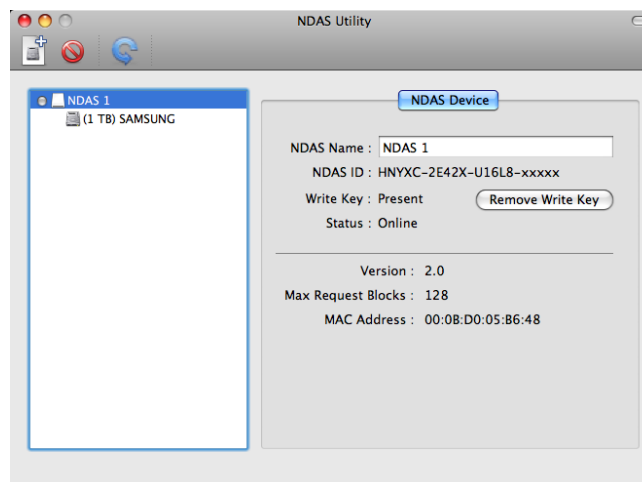 NDAS Utility
NDAS 1
(1 TB) SAMSUNG
NDAS Device
NDAS Name : NDAS 1
NDAS ID : HNYXC-2E42X-U16L8-xxxxx
Write Key : Present Remove Write Key
Status : Online
Version : 2.0
Max Request Blocks : 128
MAC Address : 00:0B:D0:05:B6:48